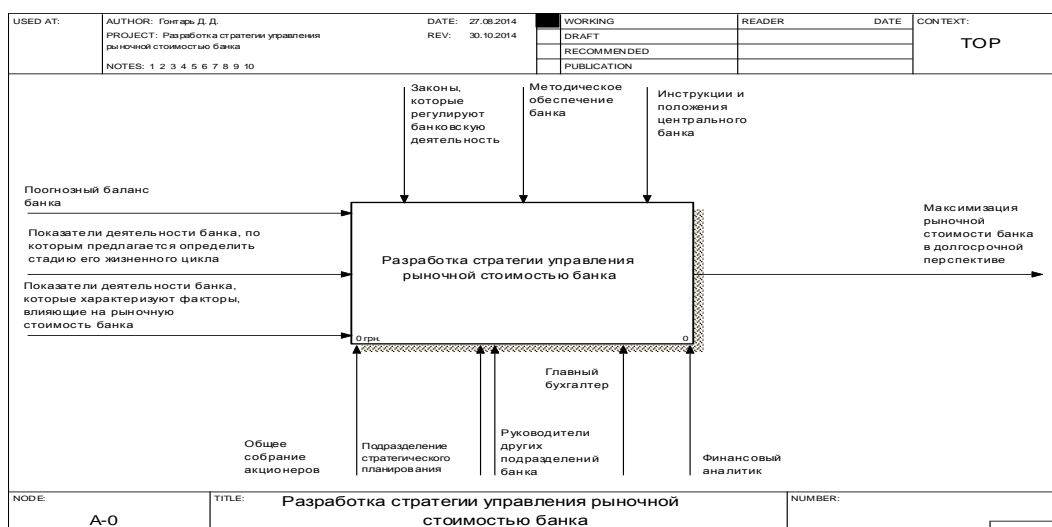 USED AT:
AUTHOR: Гонтарь Д. Д.
DATE: 27.08.2014
REV: 30.10.2014
PROJECT: Разработка стратегии управления
рыночной стоимостью банка
NOTES: 1 2 3 4 5 6 7 8 9 10
WORKING
DRAFT
RECOMMENDED
PUBLICATION
READER
DATE
CONTEXT:
TOP
Законы,
которые
регулируют
банковскую
деятельность
Методическое
обеспечение
банка
Инструкции и
положения
центрального
банка
Поогнозный баланс
банка
Показатели деятельности банка, по
которым предлагается определить
стадию его жизненного цикла
Показатели деятельности банка,
которые характеризуют факторы,
влияющие на рыночную
стоимость банка
Разработка стратегии управления
рыночной стоимостью банка
0 грн.
0
Максимизация
рыночной
стоимости банка
в долгосрочной
перспективе
Общее
собрание
акционеров
Подразделение
стратегического
планирования
Руководители
других
подразделений
банка
Главный
бухгалтер
Финансовый
аналитик
NODE:
A-0
TITLE:
Разработка стратегии управления рыночной
стоимостью банка
NUMBER: